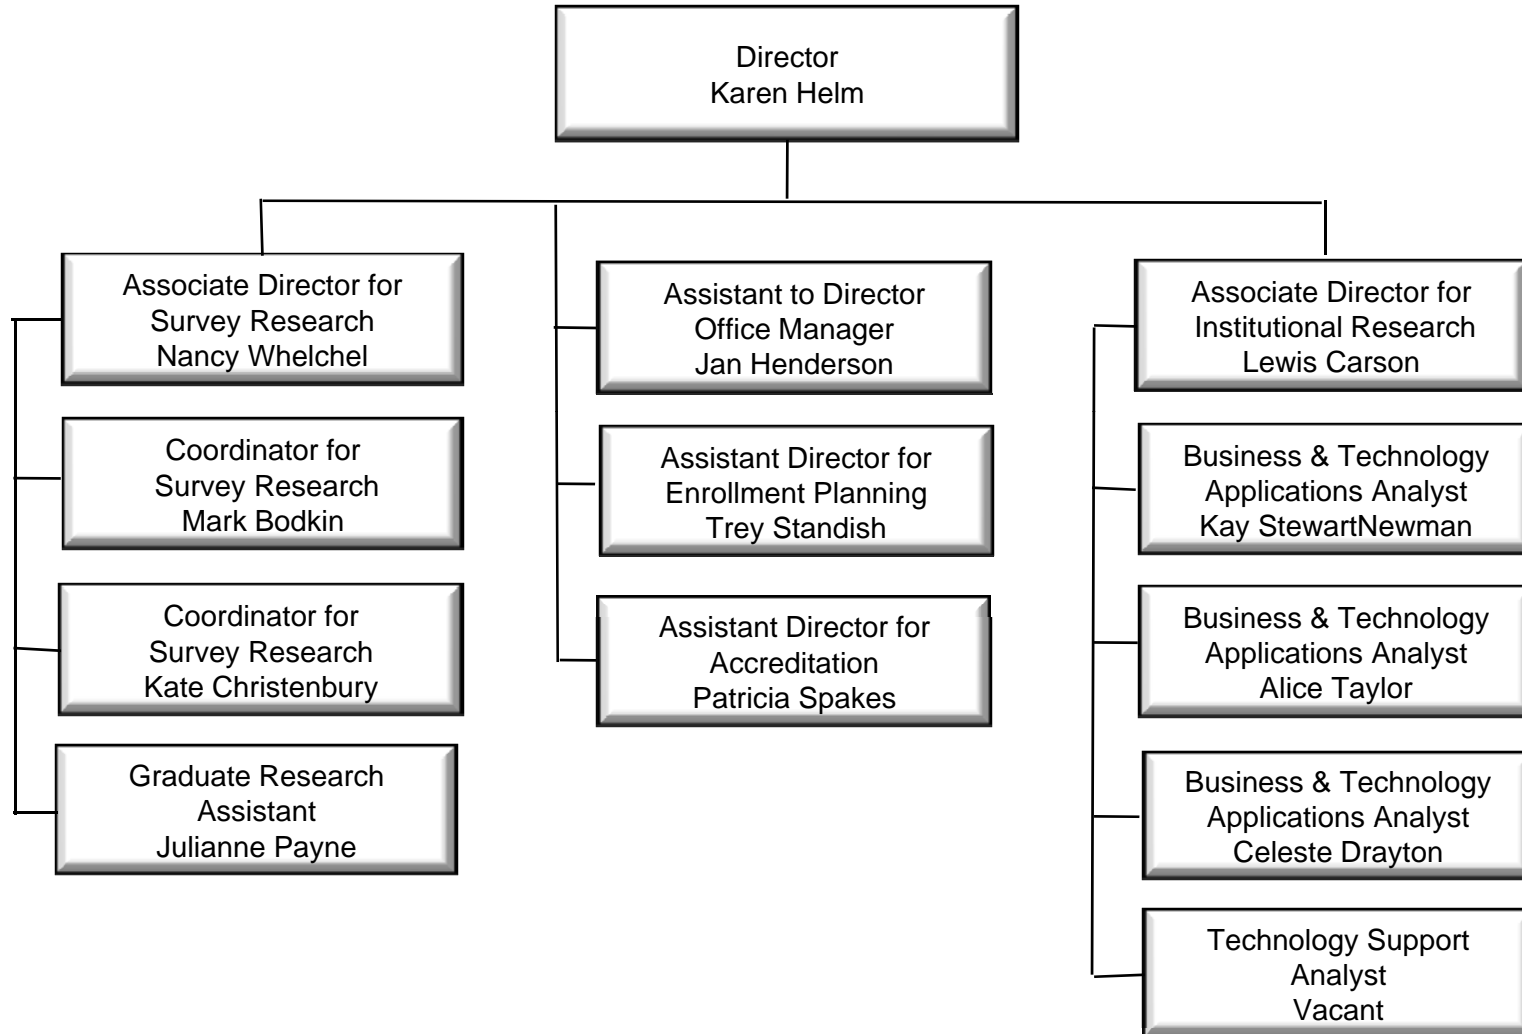 Director
Karen Helm
Associate Director for
Survey Research
Nancy Whelchel
Coordinator for
Survey Research
Mark Bodkin
Coordinator for
Survey Research
Kate Christenbury
Graduate Research
Assistant
Julianne Payne
Assistant to Director
Office Manager
Jan Henderson
Assistant Director for
Enrollment Planning
Trey Standish
Assistant Director for
Accreditation
Patricia Spakes
Associate Director for
Institutional Research
Lewis Carson
Business & Technology
Applications Analyst
Kay StewartNewman
Business & Technology
Applications Analyst
Alice Taylor
Business & Technology
Applications Analyst
Celeste Drayton
Technology Support
Analyst
Vacant